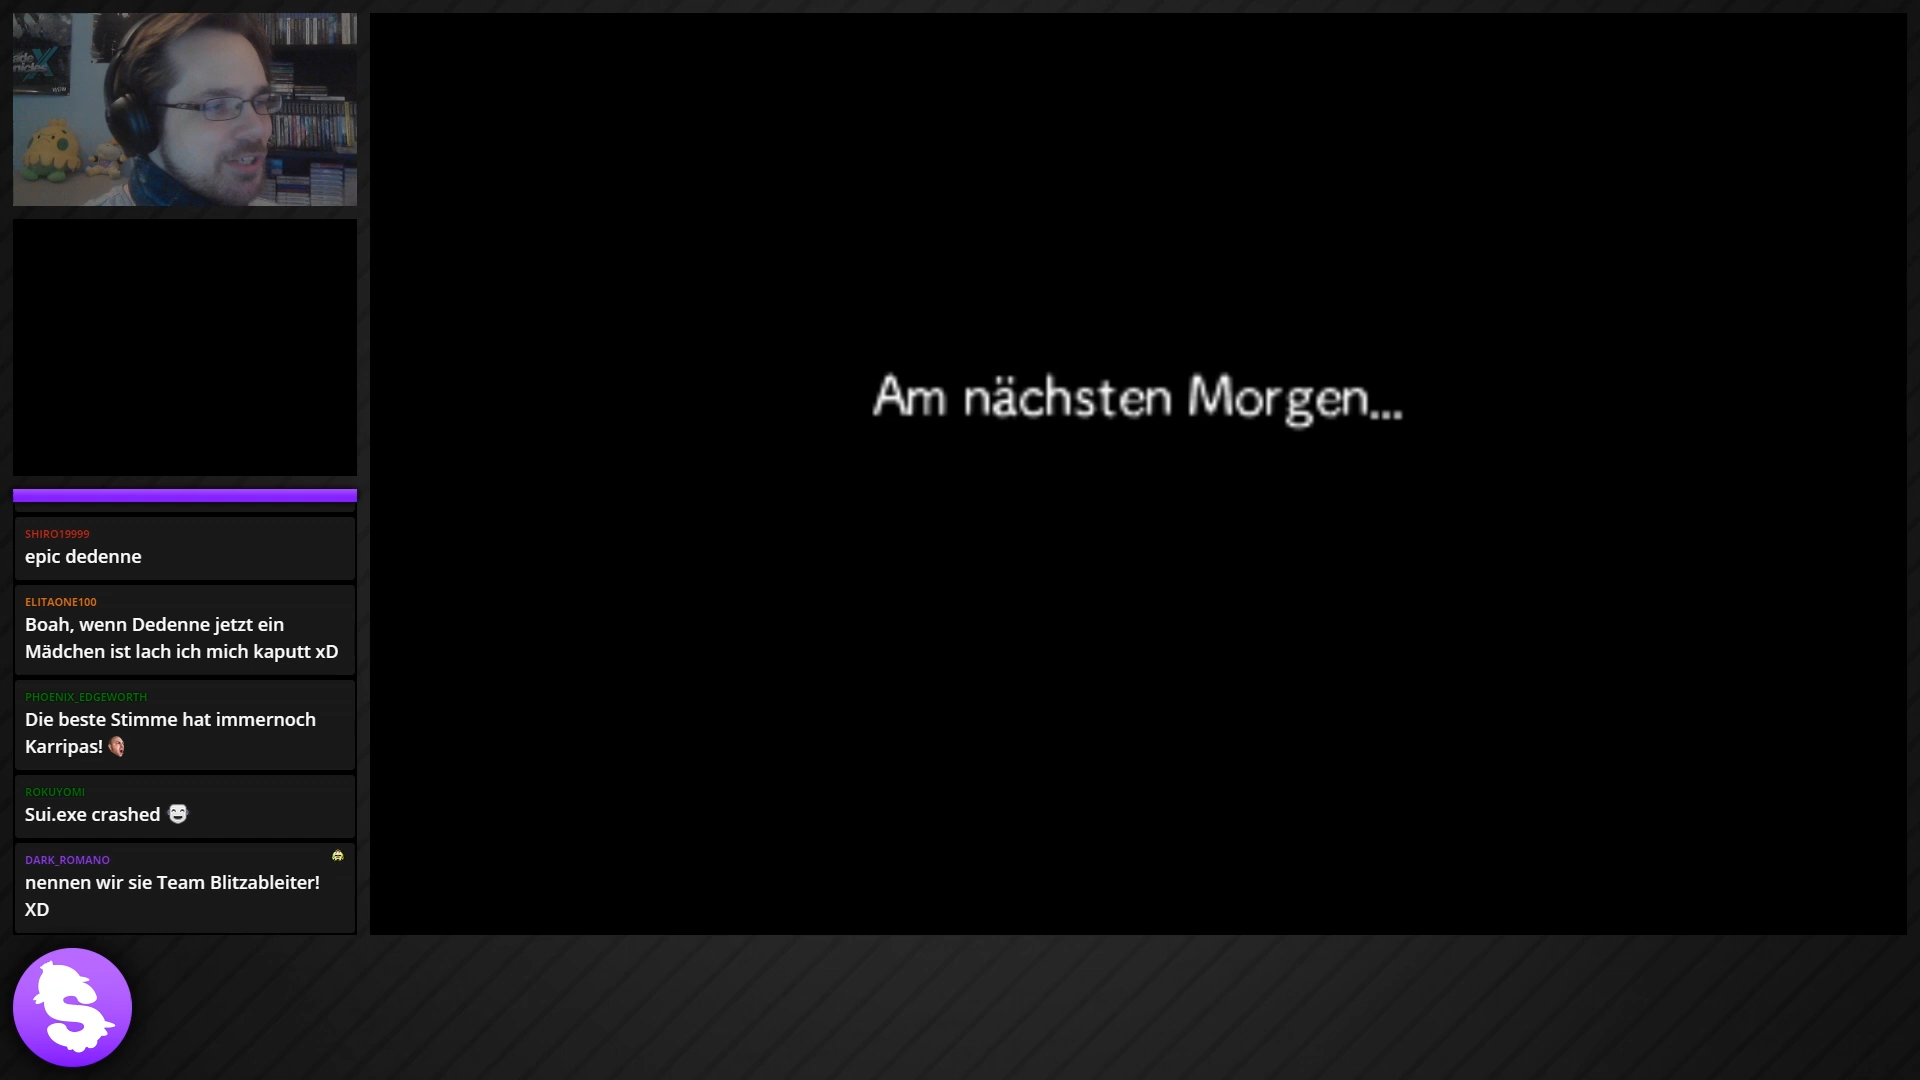 Am nächsten Morgen...
SHIRO19999
epic dedenne
ELITAONE100
Boah, wenn Dedenne jetzt ein
Mädchen ist lach ich mich kaputt xD
PHOENIX_EDGEWORTH
Die beste Stimme hat immernoch
Karripas!
ROKUYOMI
Sui.exe crashed
DARK_ROMANO
nennen wir sie Team Blitzableiter!
XD
S